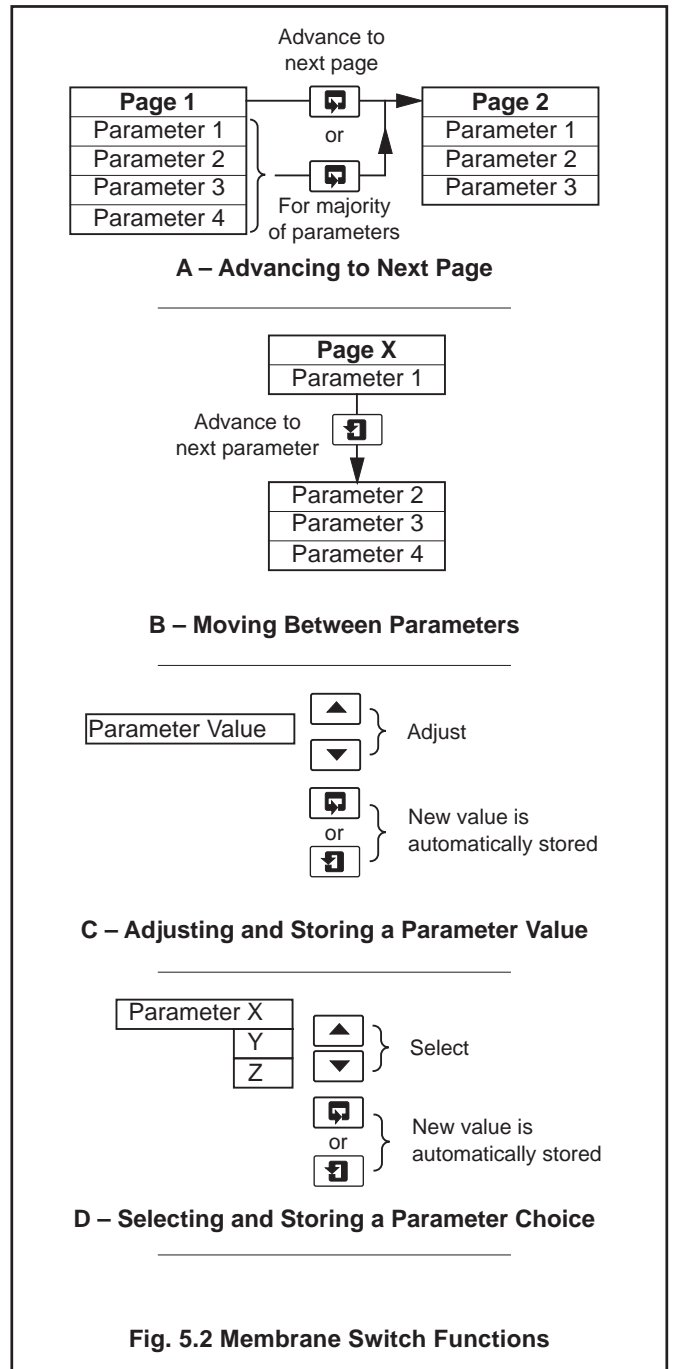 Advance to
next page
Page 1
Parameter 1
Parameter 2
Parameter 3
Parameter 4
or
For majority
of parameters
Page 2
Parameter 1
Parameter 2
Parameter 3
A – Advancing to Next Page
Page X
Parameter 1
Advance to
next parameter
Parameter 2
Parameter 3
Parameter 4
B – Moving Between Parameters
Parameter Value
Adjust
or
New value is
automatically stored
C – Adjusting and Storing a Parameter Value
Parameter X
Y
Z
Select
or
New value is
automatically stored
D – Selecting and Storing a Parameter Choice
Fig. 5.2 Membrane Switch Functions